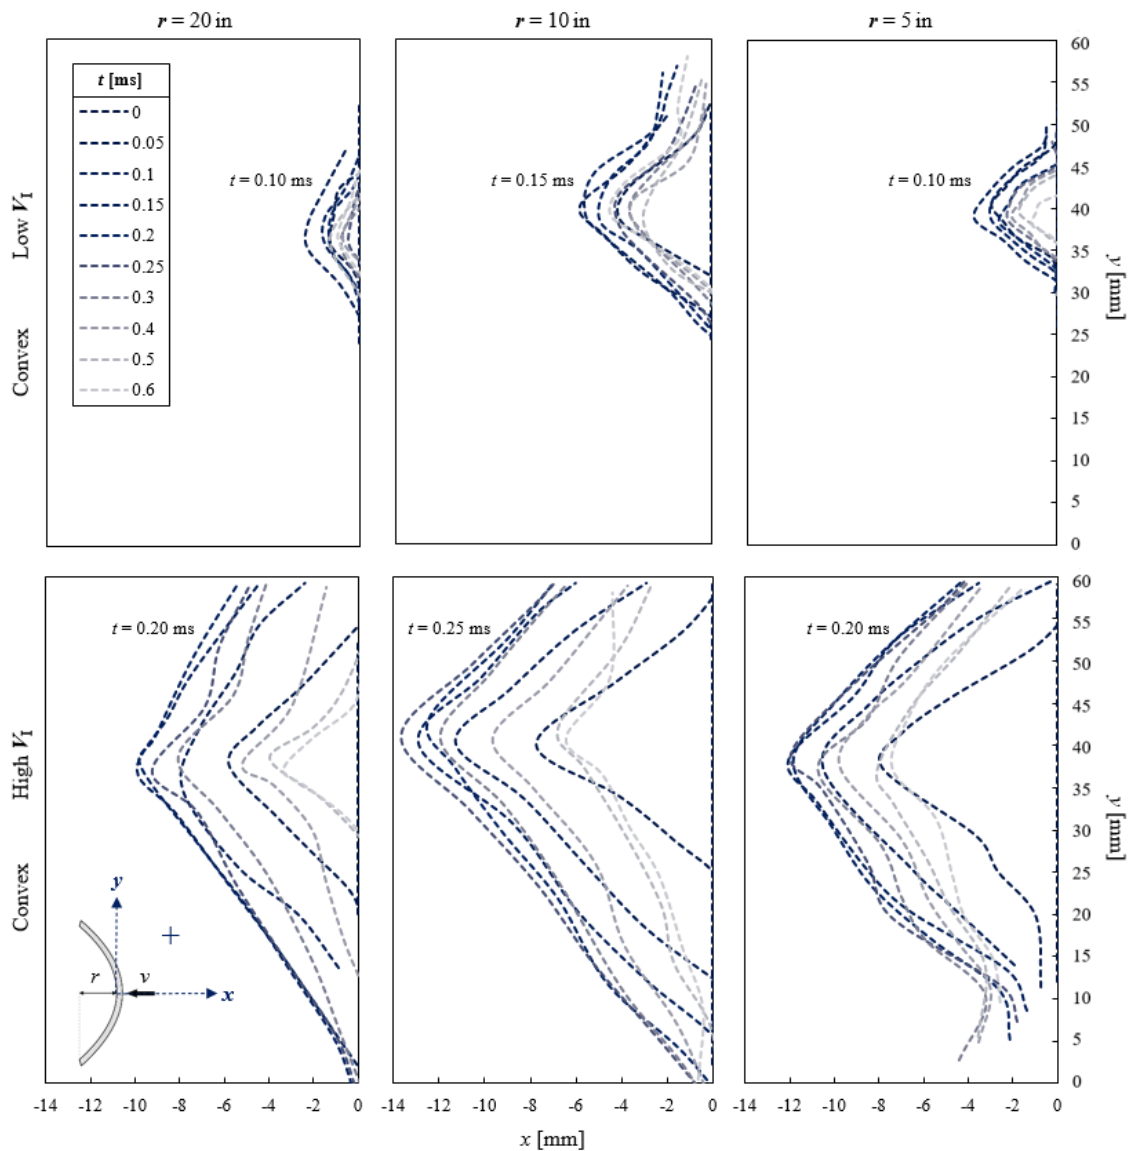 r = 20 in
r = 10 in
r = 5 in
t [ms]
0
0.05
0.1
0.15
0.2
0.25
0.3
0.4
0.5
0.6
t = 0.10 ms
t = 0.15 ms
t = 0.10 ms
60
55
50
45
40
35
30
25
20
15
10
5
0
y [mm]
Convex Low VI
t = 0.20 ms
t = 0.25 ms
t = 0.20 ms
60
55
50
45
40
35
30
25
20
15
10
5
0
y [mm]
Convex High VI
y
r
v
x
-14 -12 -10 -8 -6 -4 -2 0
-14 -12 -10 -8 -6 -4 -2 0
-14 -12 -10 -8 -6 -4 -2 0
x [mm]